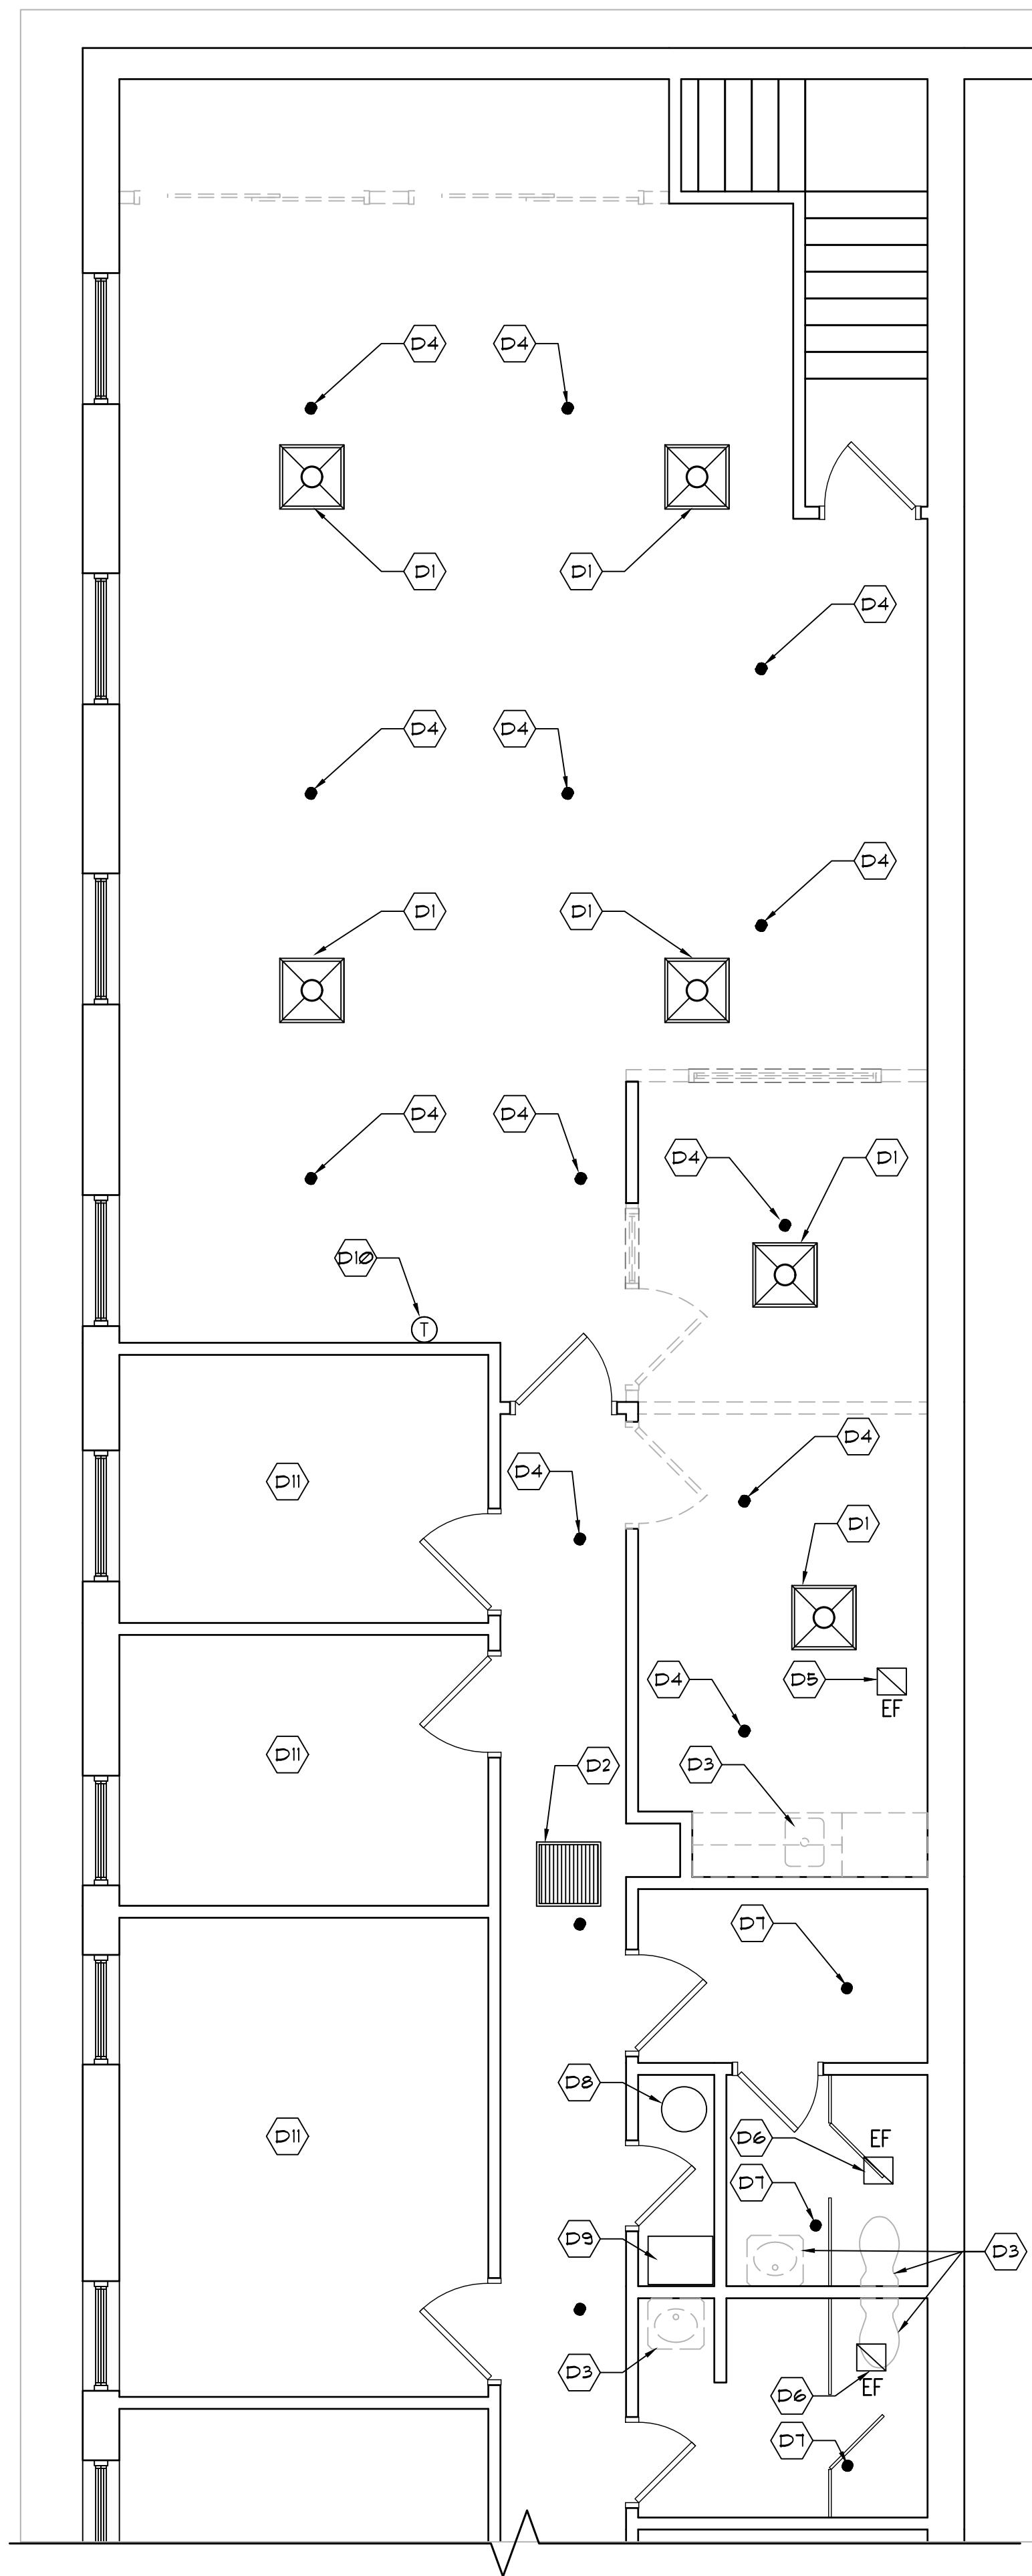 D4 D4
D1 D1
D4
D4 D4
D4
D1 D1
D4 D4
D4 D1
D10
T
D4
D11 D4
D1
D4 D5
EF
D11 D2 D3
D7
D8
D11 D6 EF
D7
D9 D3
D3
D6 EF
D7